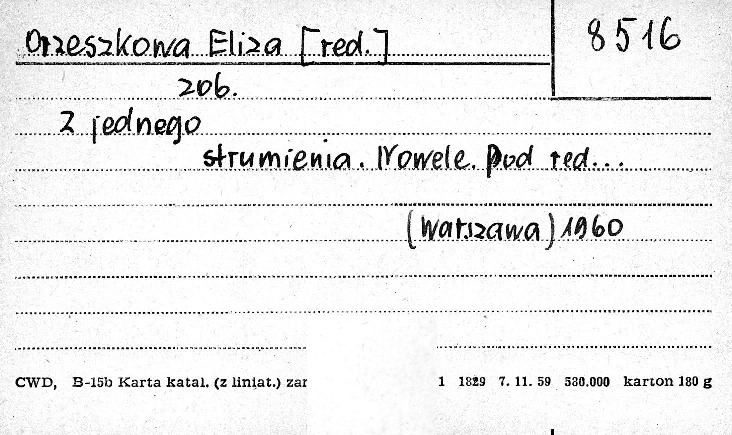 Orzeszkowa Eliza [red.]
8516
zob.
Z jednego
strumienia. Nowele. Pod red...
(Warszawa) 1960
CWD, B-15b Karta katal. (z liniat.) zar
1 1829 7. 11. 59 530.000 karton 180 g